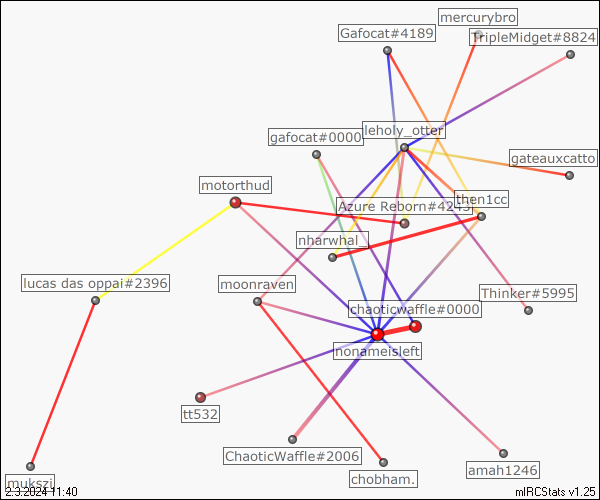 mercurybro
Gafocat#4189
TripleMidget#8824
leholy_otter
gafocat#0000
gateauxcatto
motorthud
then1cc
Azure Reborn#4243
nharwhal_
lucas das oppai#2396
moonraven
Thinker#5995
chaoticwaffle#0000
nonameisleft
tt532
ChaoticWaffle#2006
amah1246
chobham.
mukszi
2.3.2024 11:40
mIRCStats v1.25